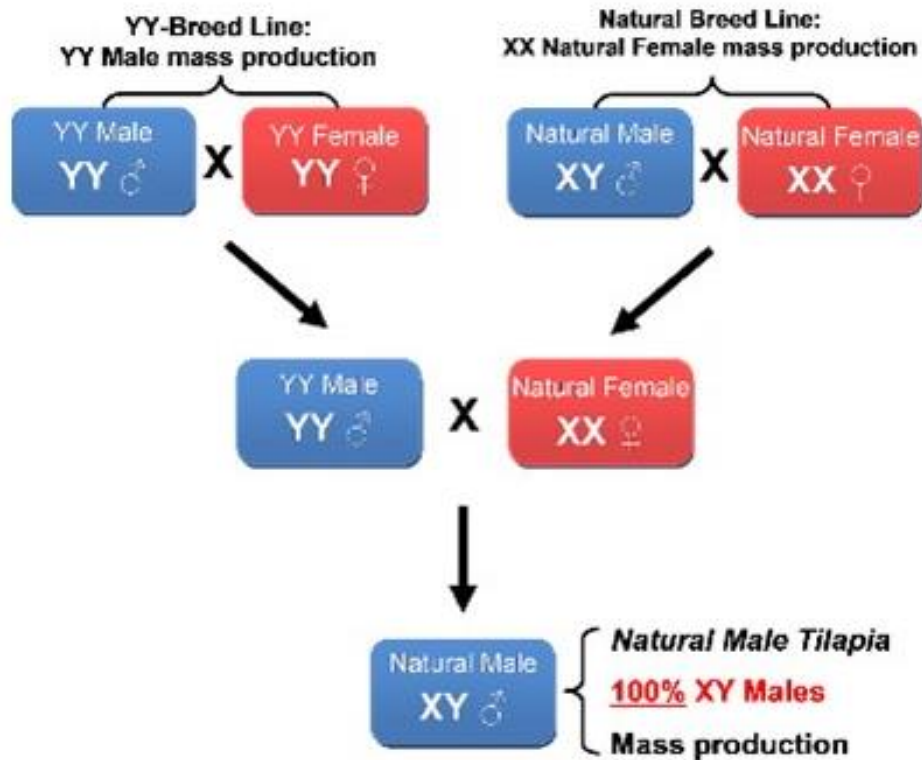 YY-Breed Line:
YY Male mass production
Natural Breed Line:
XX Natural Female mass production
YY Male
YY ♂
X
YY Female
YY ♀
Natural Male
XY ♂
X
Natural Female
XX ♀
YY Male
YY ♂
X
Natural Female
XX ♀
Natural Male
XY ♂
Natural Male Tilapia
100% XY Males
Mass production